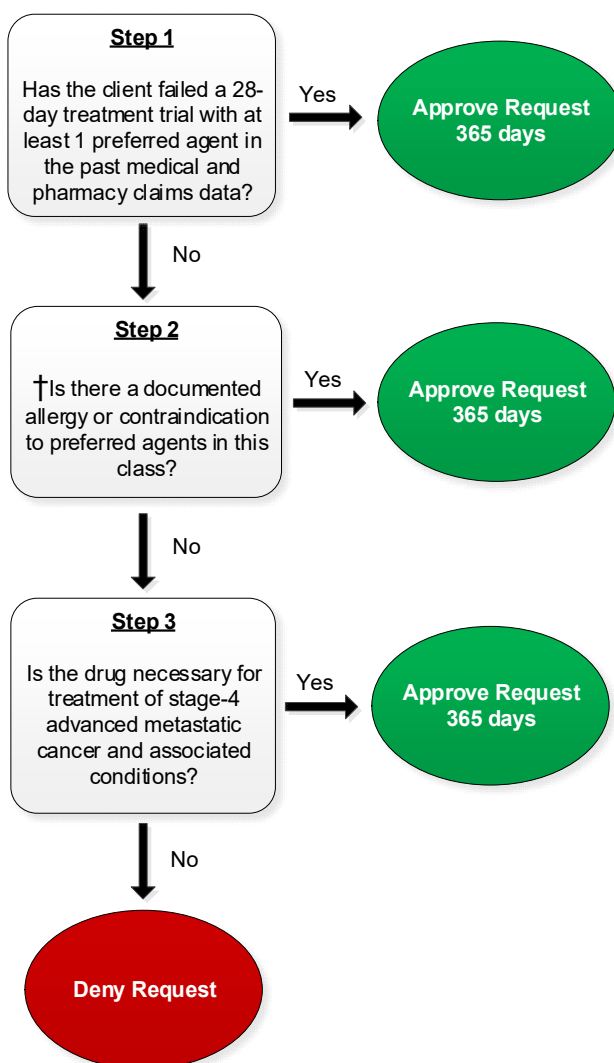 Step 1
Has the client failed a 28-
day treatment trial with at
least 1 preferred agent in
the past medical and
pharmacy claims data?
Yes
Approve Request
365 days
No
Step 2
†Is there a documented
allergy or contraindication
to preferred agents in this
class?
Yes
Approve Request
365 days
No
Step 3
Is the drug necessary for
treatment of stage-4
advanced metastatic
cancer and associated
conditions?
Yes
Approve Request
365 days
No
Deny Request